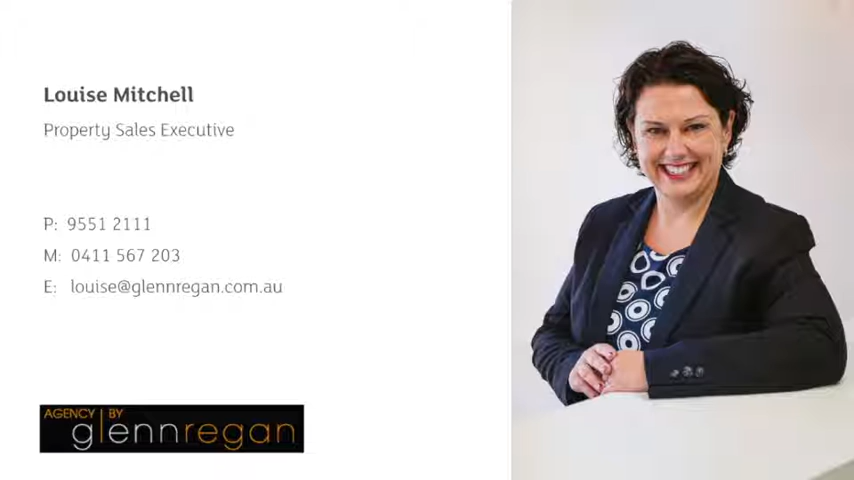 Louise Mitchell
Property Sales Executive
P: 9551 2111
M: 0411 567 203
E: louise@glennregan.com.au
AGENCY BY
glennregan